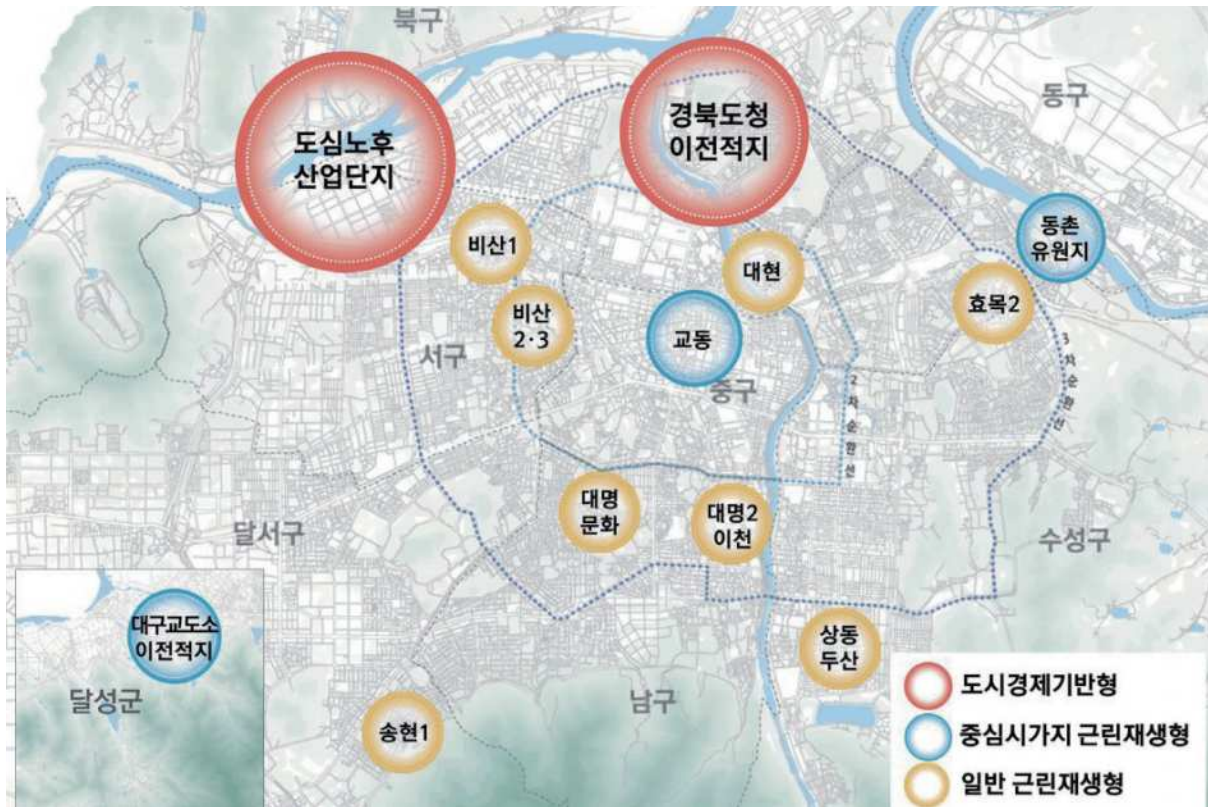 북구
동구
도심노후
산업단지
경북도청
이전적지
동촌
유원지
비산1
대현
효목2
비산
2·3
교동
서구
중구
2차순환선
3차순환선
대명
문화
대명2
이천
달서구
수성구
대구교도소
이전적지
상동
두산
달성군
남구
송현1
도시경제기반형
중심시가지 근린재생형
일반 근린재생형